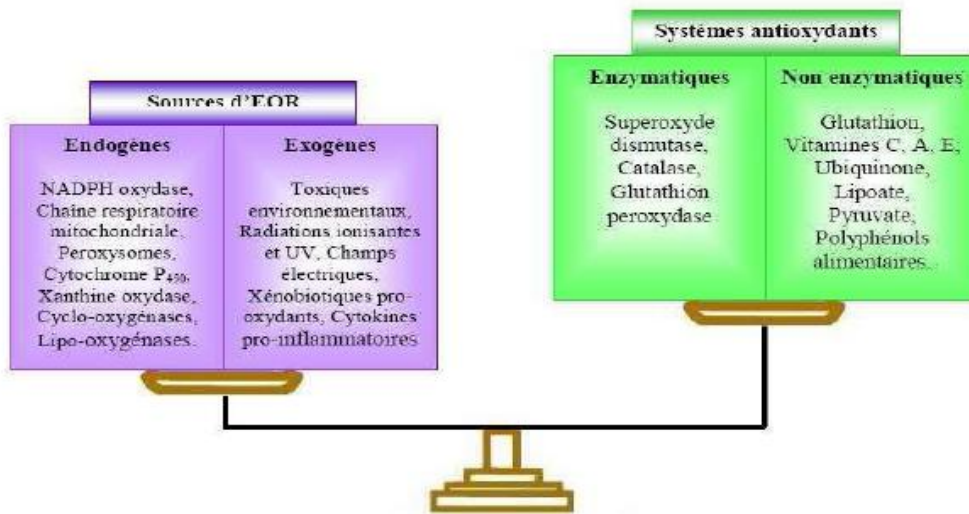 Systèmes antioxydants
Enzymatiques
Superoxyde
dismutase,
Catalase,
Glutathion
peroxydase
Non enzymatiques
Glutathion,
Vitamines C, A, E,
Ubiquinone,
Lipoate,
Pyruvate,
Polyphénols
alimentaires.
Sources d'EOR
Endogènes
NADPH oxydase,
Chaîne respiratoire
mitochondriale,
Peroxysomes,
Cytochrome P₄₅₀,
Xanthine oxydase,
Cyclo-oxygénases,
Lipo-oxygénases.
Exogènes
Toxiques
environnementaux,
Radiations ionisantes
et UV, Champs
électriques,
Xénobiotiques pro-
oxydants, Cytokines
pro-inflammatoires